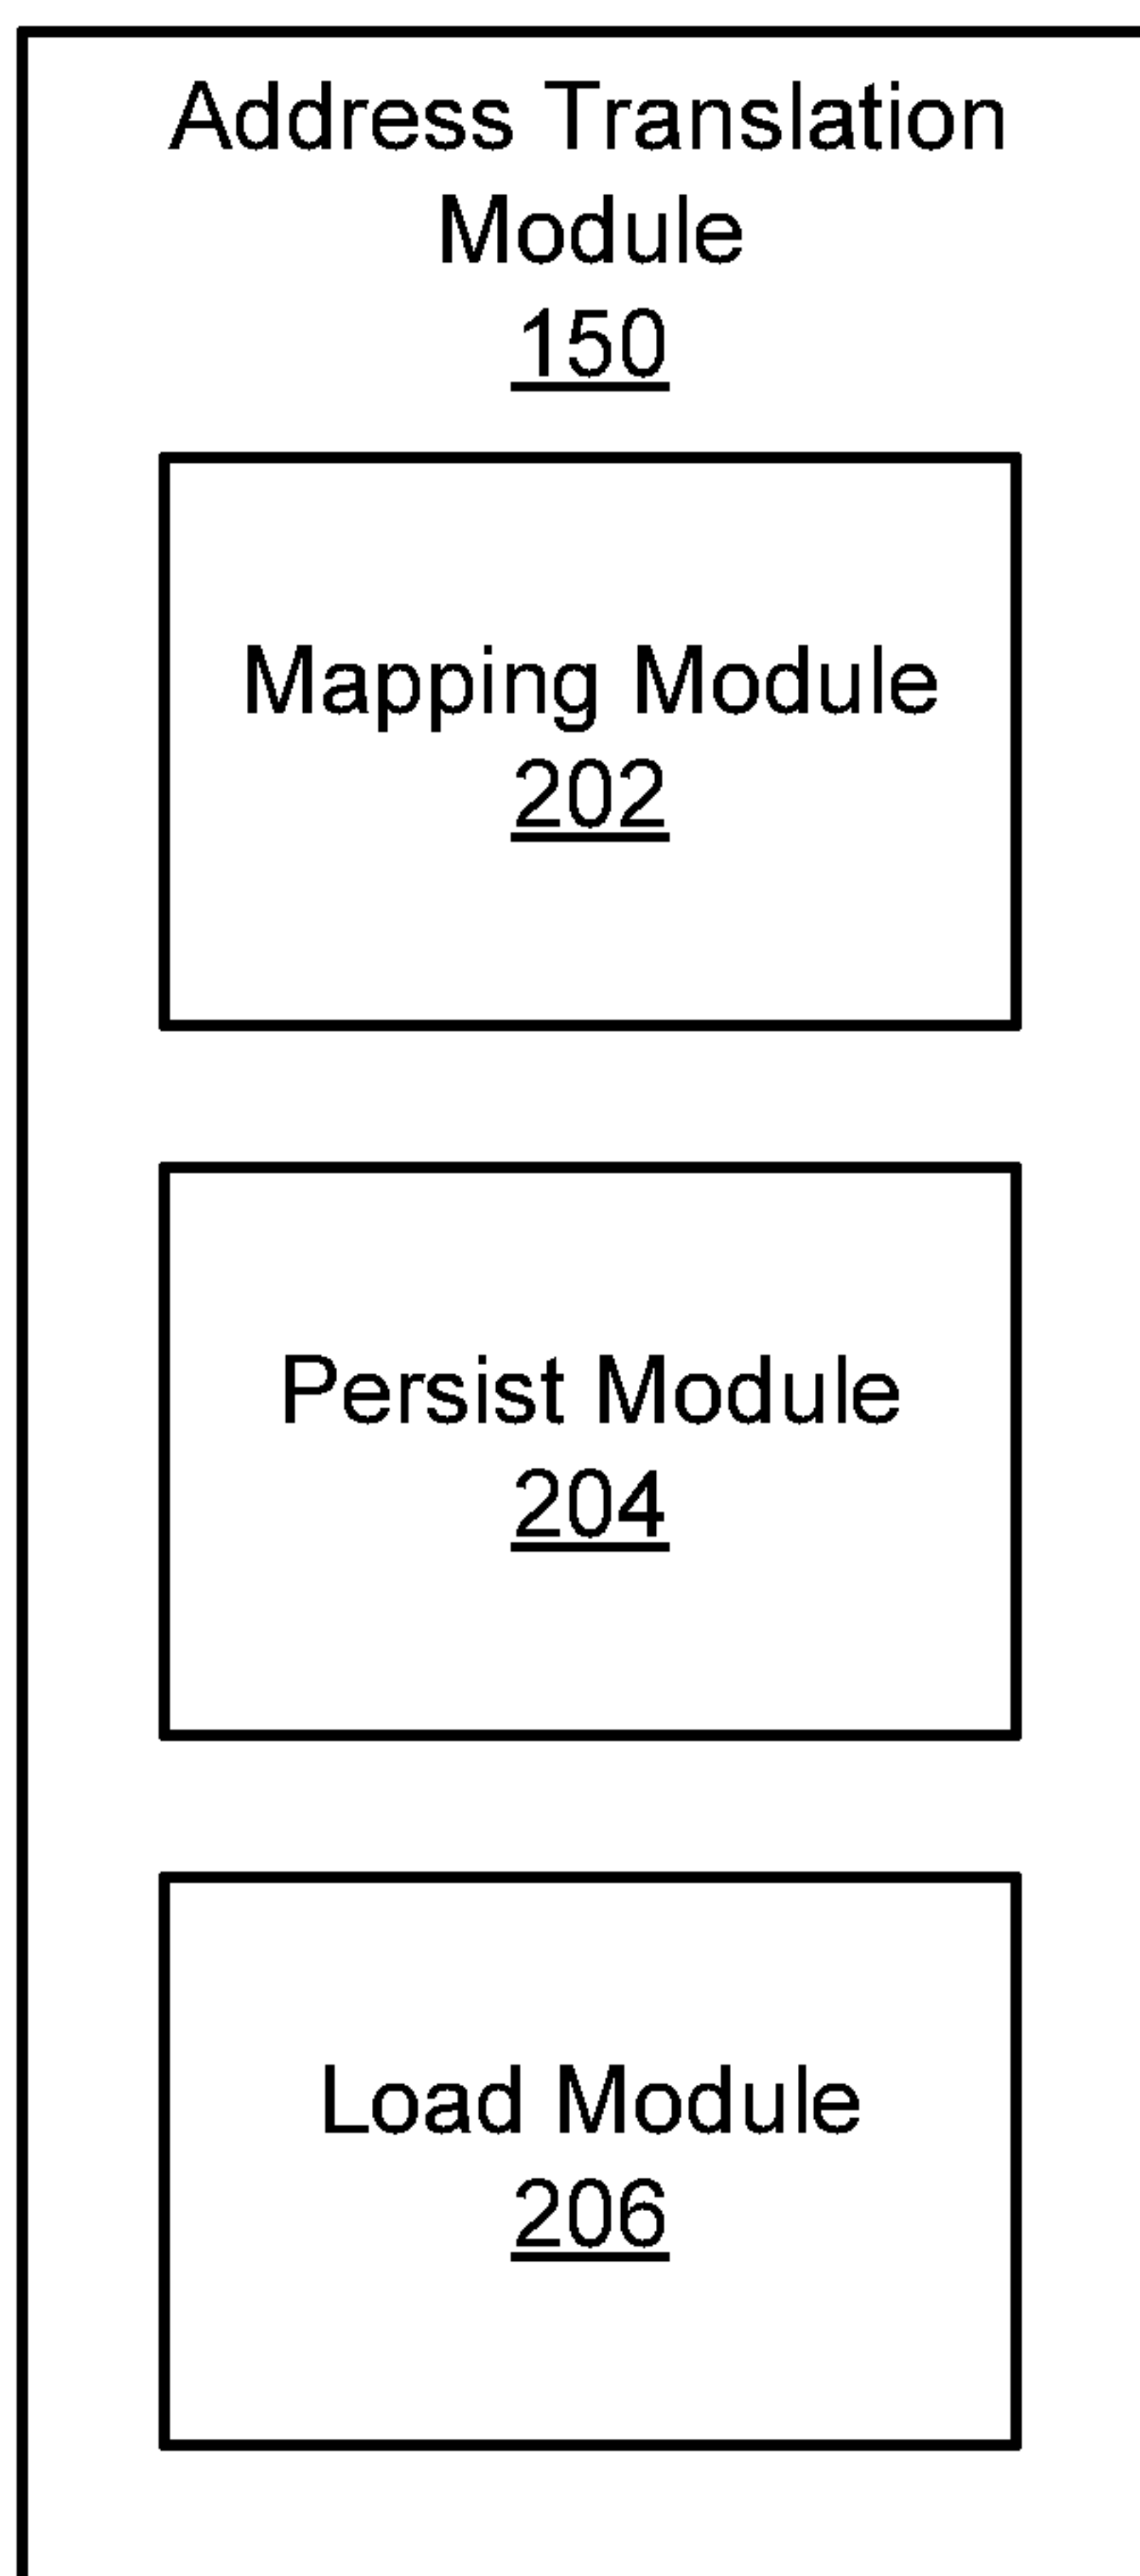 Address Translation
Module
150
Mapping Module
202
Persist Module
204
Load Module
206